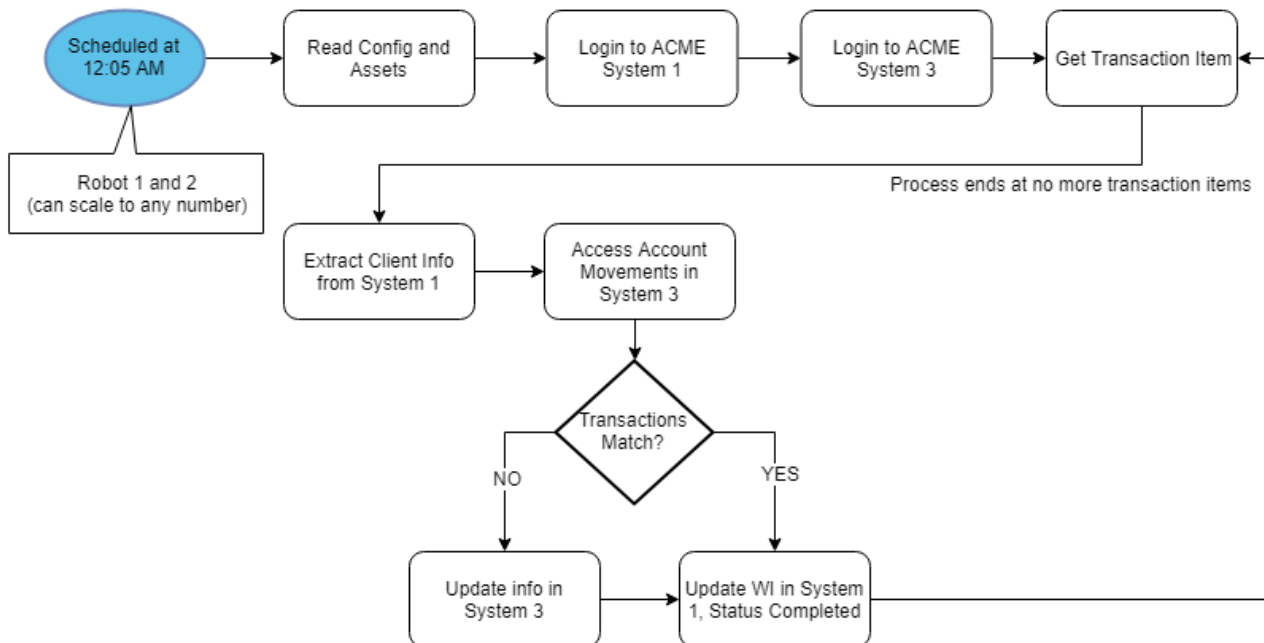 Scheduled at
12:05 AM
Read Config and
Assets
Login to ACME
System 1
Login to ACME
System 3
Get Transaction Item
Robot 1 and 2
(can scale to any number)
Process ends at no more transaction items
Extract Client Info
from System 1
Access Account
Movements in
System 3
Transactions
Match?
NO
YES
Update info in
System 3
Update WI in System
1, Status Completed